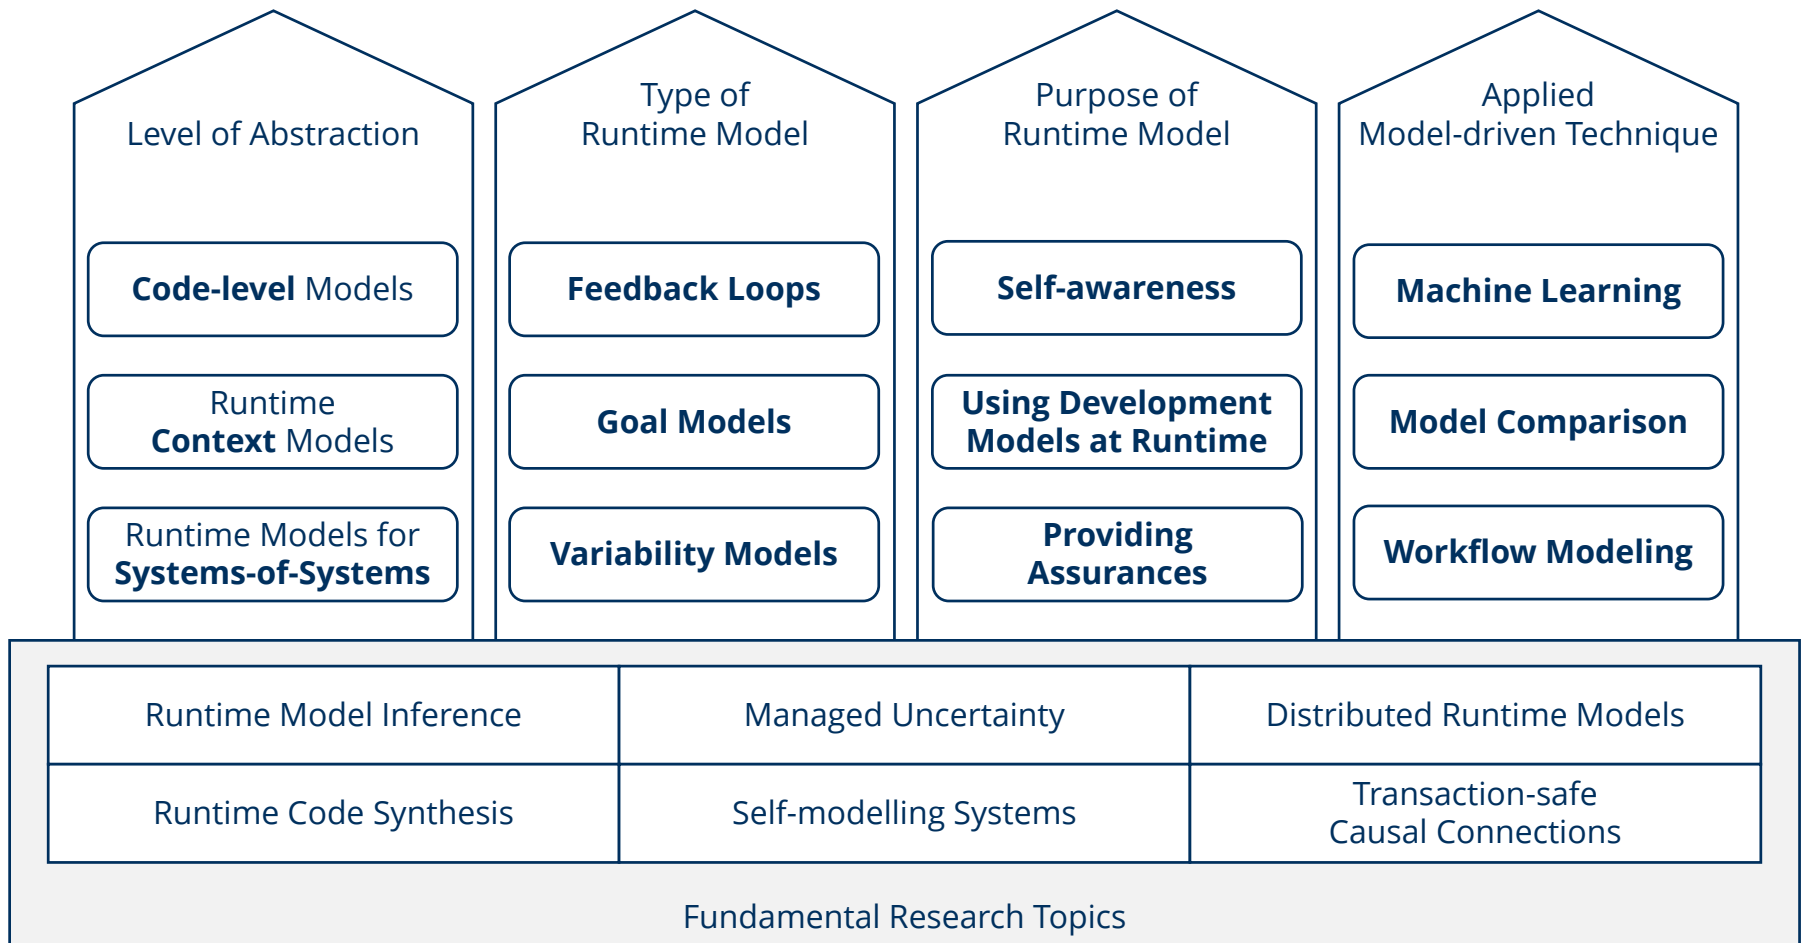 Level of Abstraction
Code-level Models
Runtime
Context Models
Runtime Models for
Systems-of-Systems
Type of
Runtime Model
Feedback Loops
Goal Models
Variability Models
Purpose of
Runtime Model
Self-awareness
Using Development
Models at Runtime
Providing
Assurances
Applied
Model-driven Technique
Machine Learning
Model Comparison
Workflow Modeling
Runtime Model Inference
Managed Uncertainty
Distributed Runtime Models
Runtime Code Synthesis
Self-modelling Systems
Transaction-safe
Causal Connections
Fundamental Research Topics